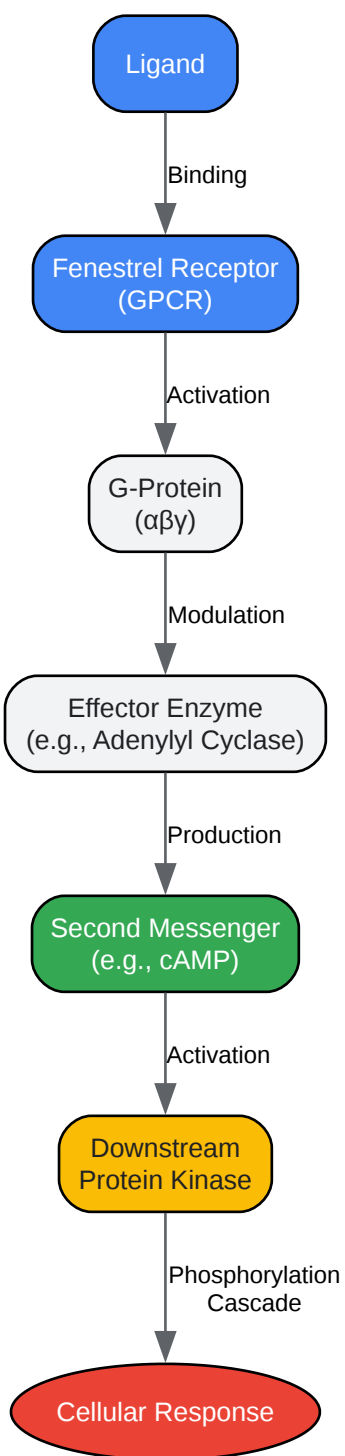 Ligand
Binding
Fenestrel Receptor
(GPCR)
Activation
G-Protein
(αβγ)
Modulation
Effector Enzyme
(e.g., Adenylyl Cyclase)
Production
Second Messenger
(e.g., cAMP)
Activation
Downstream
Protein Kinase
Phosphorylation
Cascade
Cellular Response